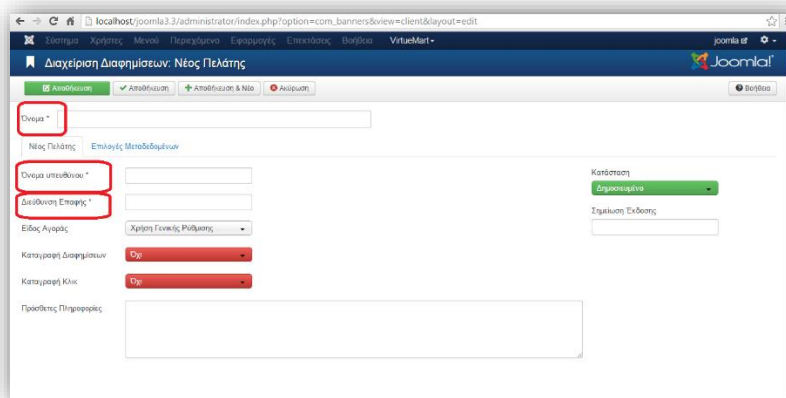 localhost/joomla3.3/administrator/index.php?option=com_banners&view=client&layout=edit
Σύστημα Χρήστες Μενού Περιεχόμενο Εφαρμογές Επεκτάσεις Βοήθεια VirtueMart joomla
Διαχείριση Διαφημίσεων: Νέος Πελάτης Joomla!
Αποθήκευση Αποθήκευση Αποθήκευση & Νέο Ακύρωση Βοήθεια
Όνομα *
Νέος Πελάτης Επιλογές Μεταδεδομένων
Όνομα υπευθύνου * Κατάσταση
Διεύθυνση Επαφής * Δημοσιευμένο
Είδος Αγοράς Χρήση Γενικής Ρύθμισης Σημείωση Έκδοσης
Καταγραφή Διαφημίσεων Όχι
Καταγραφή Κλικ Όχι
Πρόσθετες Πληροφορίες